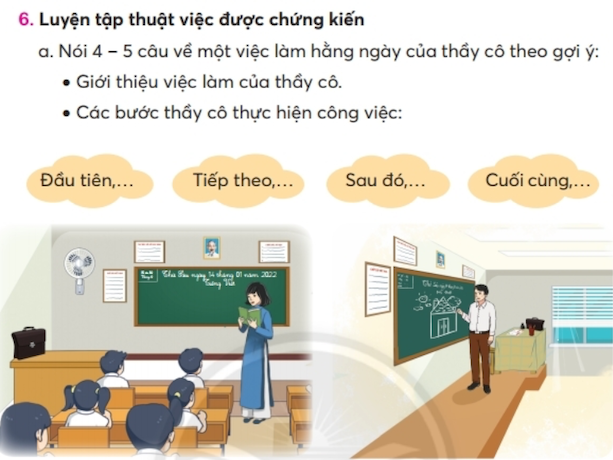 6. Luyện tập thuật việc được chứng kiến
a. Nói 4 – 5 câu về một việc làm hằng ngày của thầy cô theo gợi ý:
• Giới thiệu việc làm của thầy cô.
• Các bước thầy cô thực hiện công việc:
Đầu tiên,... Tiếp theo,... Sau đó,... Cuối cùng,...
Thứ Sáu ngày 14 tháng 01 năm 2022
Tiếng Việt